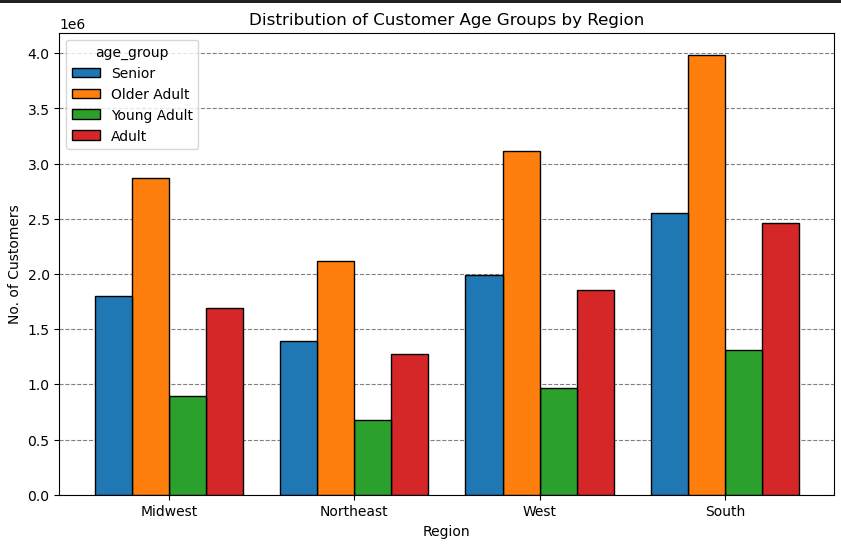 Distribution of Customer Age Groups by Region
1e6
age_group
Senior
Older Adult
Young Adult
Adult
4.0
3.5
3.0
2.5
2.0
1.5
1.0
0.5
0.0
No. of Customers
Midwest
Northeast
West
South
Region